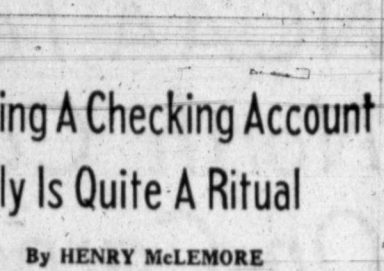 ing A Checking Account
ly Is Quite A Ritual
By HENRY McLEMORE